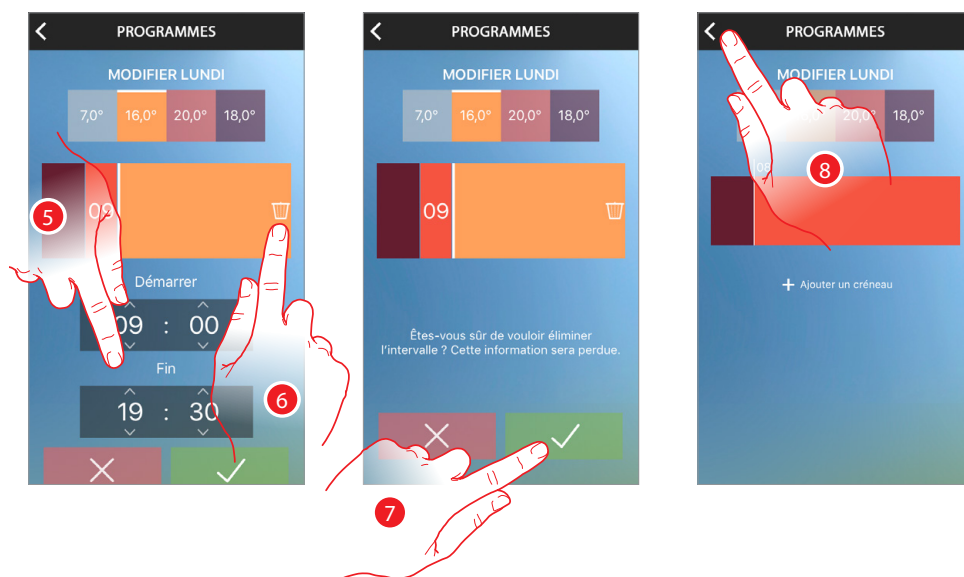 PROGRAMMES
MODIFIER LUNDI
7,0° 16,0° 20,0° 18,0°
09
5
Démarrer
09 : 00
Fin
19 : 30
6
PROGRAMMES
MODIFIER LUNDI
7,0° 16,0° 20,0° 18,0°
09
Êtes-vous sûr de vouloir éliminer
l'intervalle ? Cette information sera perdue.
7
PROGRAMMES
MODIFIER LUNDI
20,0° 18,0°
08
8
+ Ajouter un créneau